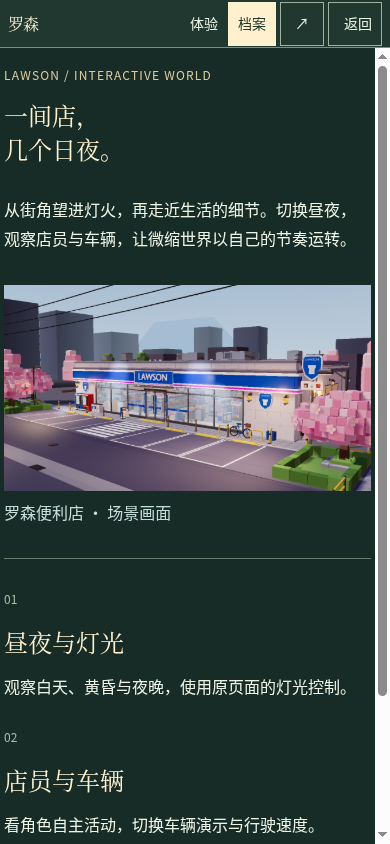 罗森
体验
档案
↗
返回
LAWSON / INTERACTIVE WORLD
一间店，
几个日夜。
从街角望进灯火，再走近生活的细节。切换昼夜，
观察店员与车辆，让微缩世界以自己的节奏运转。
LAWSON
罗森便利店 · 场景画面
01
昼夜与灯光
观察白天、黄昏与夜晚，使用原页面的灯光控制。
02
店员与车辆
看角色自主活动，切换车辆演示与行驶速度。